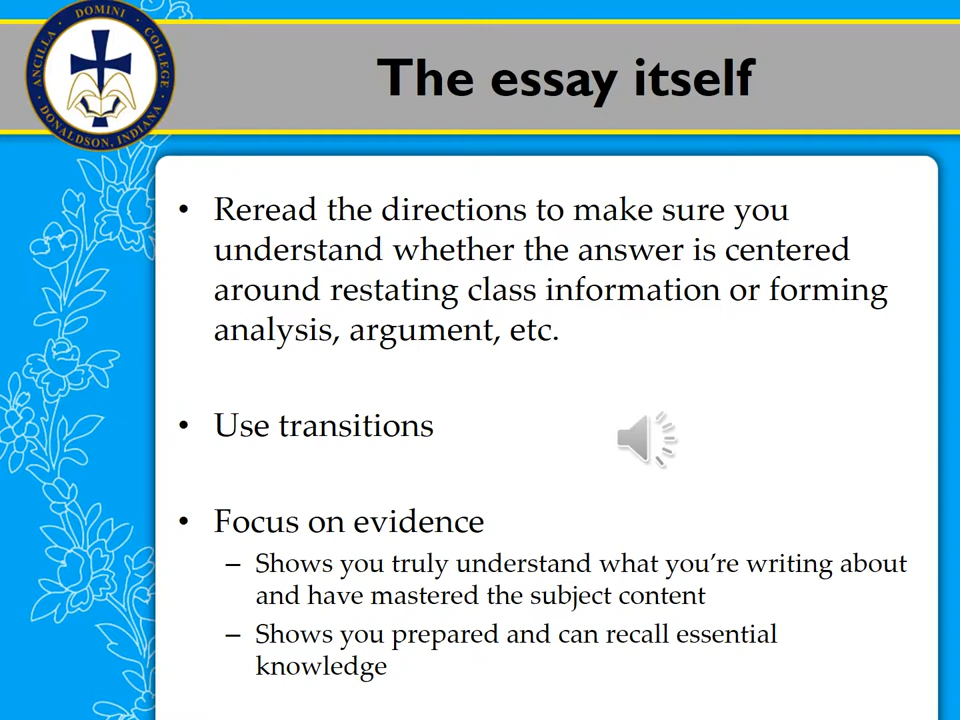 ANCILLA DOMINI COLLEGE
DONALDSON, INDIANA
The essay itself
• Reread the directions to make sure you
understand whether the answer is centered
around restating class information or forming
analysis, argument, etc.
• Use transitions
• Focus on evidence
– Shows you truly understand what you’re writing about
and have mastered the subject content
– Shows you prepared and can recall essential
knowledge